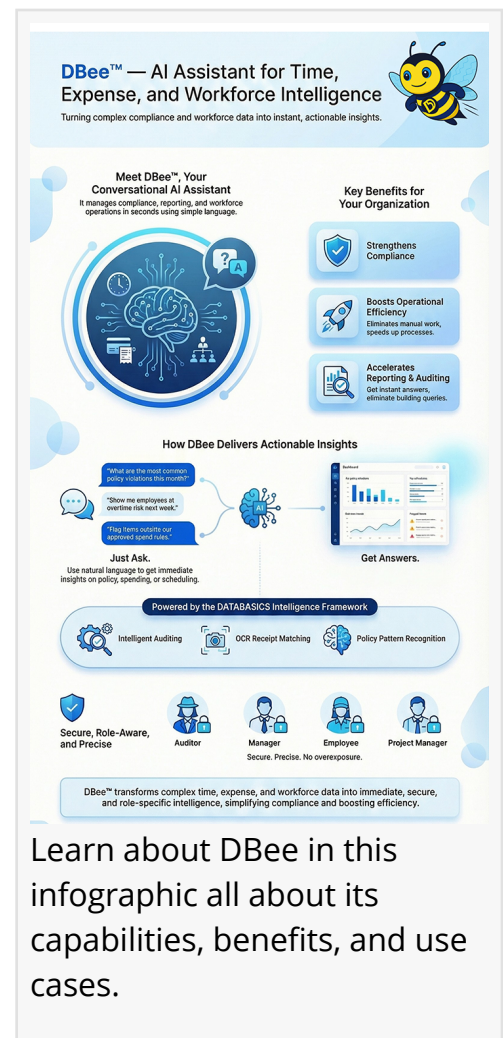 DBee™ — AI Assistant for Time,
Expense, and Workforce Intelligence
Turning complex compliance and workforce data into instant, actionable insights.
Meet DBee™, Your
Conversational AI Assistant
It manages compliance, reporting, and workforce
operations in seconds using simple language.
?
A
Key Benefits for
Your Organization
Strengthens
Compliance
Boosts Operational
Efficiency
Eliminates manual work,
speeds up processes.
Accelerates
Reporting & Auditing
Get instant answers,
eliminate building queries.
How DBee Delivers Actionable Insights
"What are the most common
policy violations this month?"
"Show me employees at
overtime risk next week."
"Flag items outsite our
approved spend rules."
AI
Dashboard
Just Ask.
Use natural language to get immediate
insights on policy, spending, or scheduling.
Get Answers.
Powered by the DATABASICS Intelligence Framework
Intelligent Auditing
OCR Receipt Matching
Policy Pattern Recognition
Secure, Role-Aware,
and Precise
Auditor
Manager
Employee
Project Manager
Secure. Precise. No overexposure.
DBee™ transforms complex time, expense, and workforce data into immediate, secure,
and role-specific intelligence, simplifying compliance and boosting efficiency.
Learn about DBee in this
infographic all about its
capabilities, benefits, and use
cases.